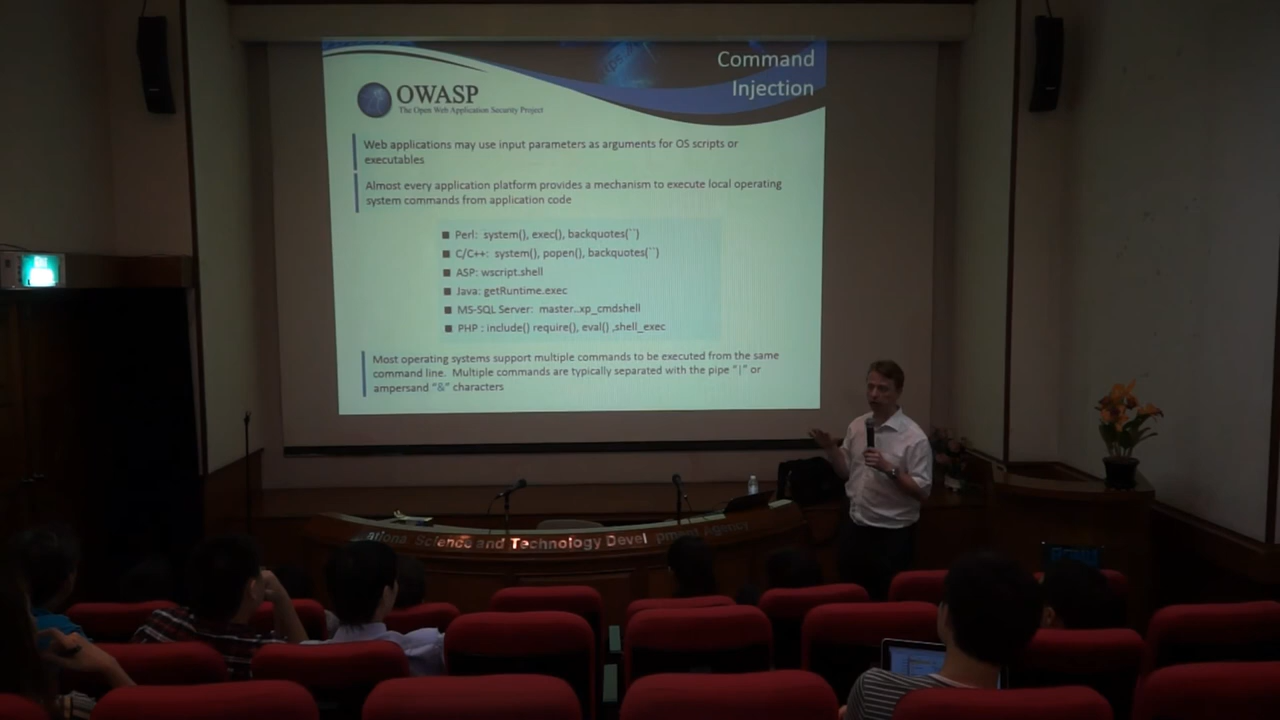 Command
Injection
OWASP
The Open Web Application Security Project
Web applications may use input parameters as arguments for OS scripts or
executables
Almost every application platform provides a mechanism to execute local operating
system commands from application code
■ Perl: system(), exec(), backquotes(``)
■ C/C++: system(), popen(), backquotes(``)
■ ASP: wscript.shell
■ Java: getRuntime.exec
■ MS-SQL Server: master..xp_cmdshell
■ PHP : include() require(), eval() ,shell_exec
Most operating systems support multiple commands to be executed from the same
command line. Multiple commands are typically separated with the pipe "|" or
ampersand "&" characters
ational Science and Technology Development Agency